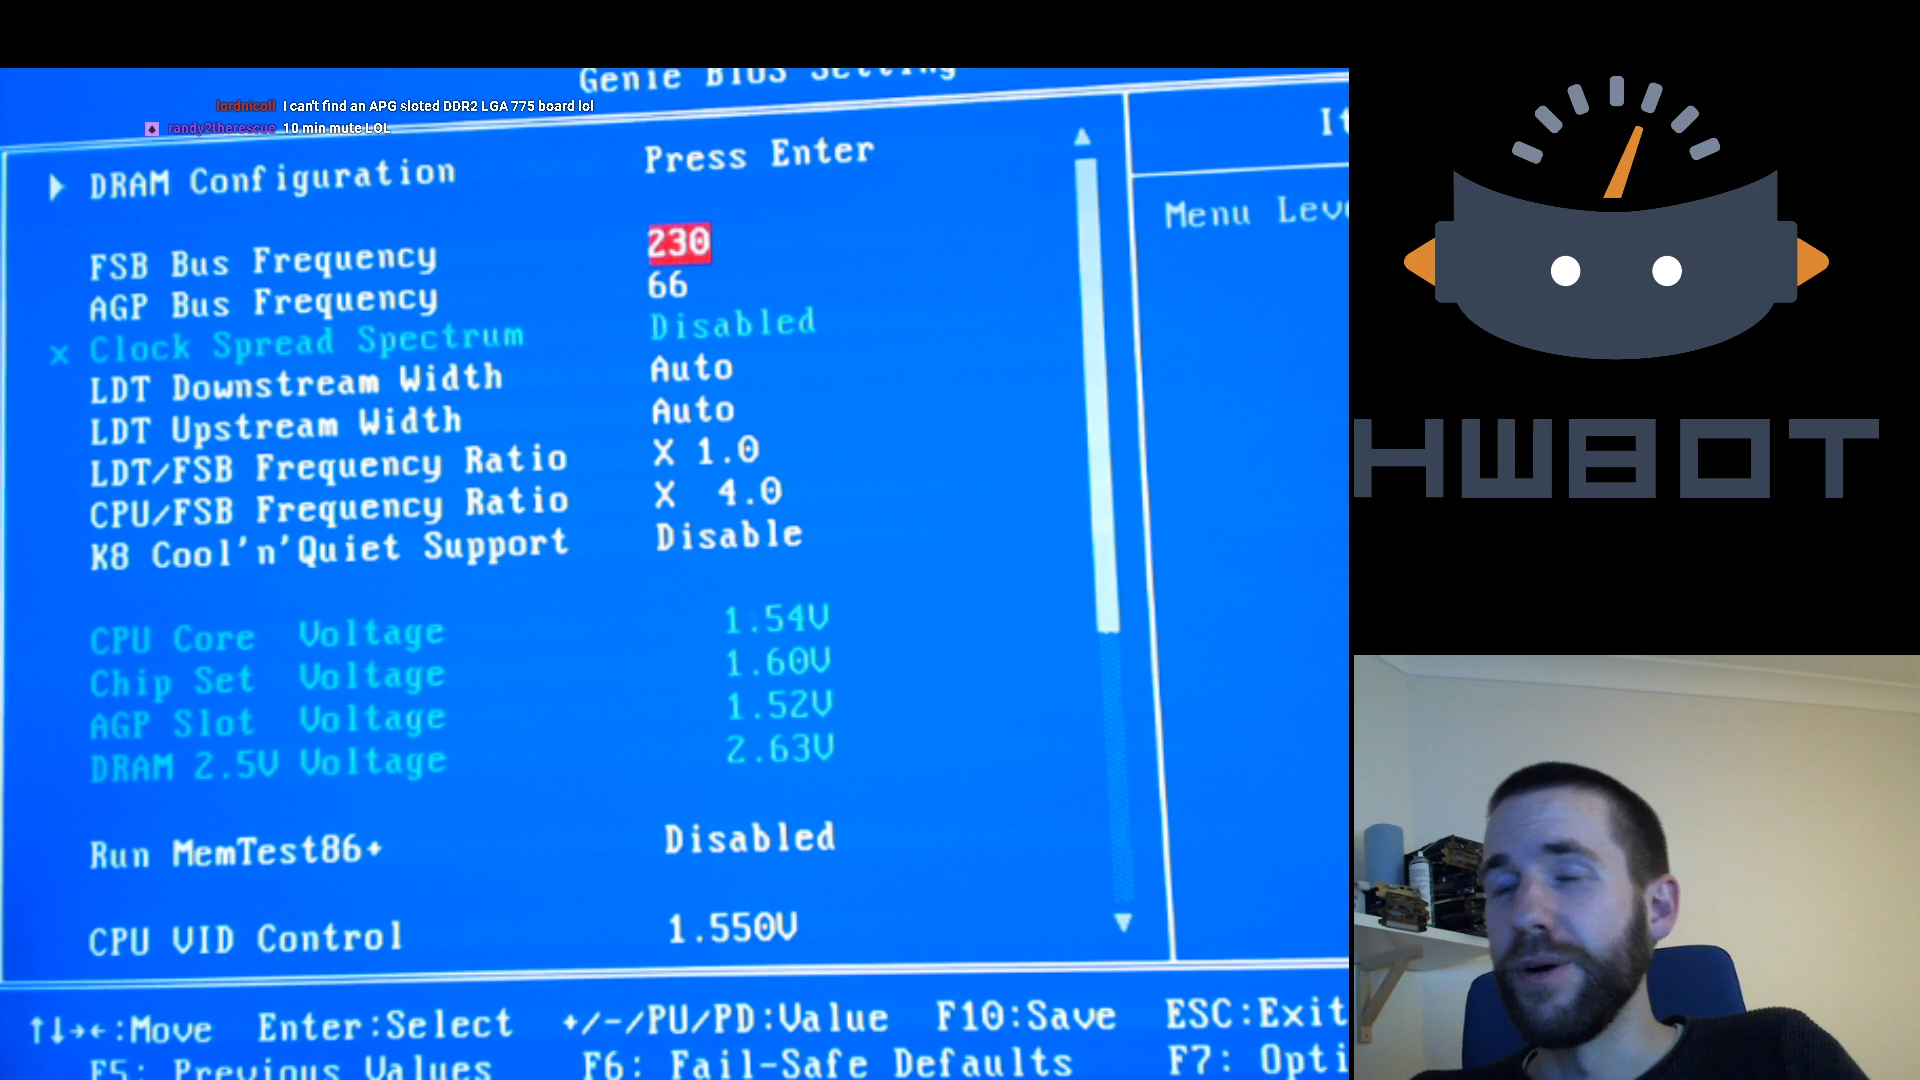 Genie BIOS Setting
lordnicoll I can't find an APG sloted DDR2 LGA 775 board lol
randy2therescue 10 min mute LOL
DRAM Configuration Press Enter
FSB Bus Frequency 230
AGP Bus Frequency 66
x Clock Spread Spectrum Disabled
LDT Downstream Width Auto
LDT Upstream Width Auto
LDT/FSB Frequency Ratio X 1.0
CPU/FSB Frequency Ratio X 4.0
K8 Cool'n'Quiet Support Disable
CPU Core Voltage 1.54V
Chip Set Voltage 1.60V
AGP Slot Voltage 1.52V
DRAM 2.5V Voltage 2.63V
Run MemTest86+ Disabled
CPU VID Control 1.550V
It
Menu Lev
↑↓→←:Move Enter:Select +/-/PU/PD:Value F10:Save ESC:Exit
F5: Previous Values F6: Fail-Safe Defaults F7: Opti
HWBOT